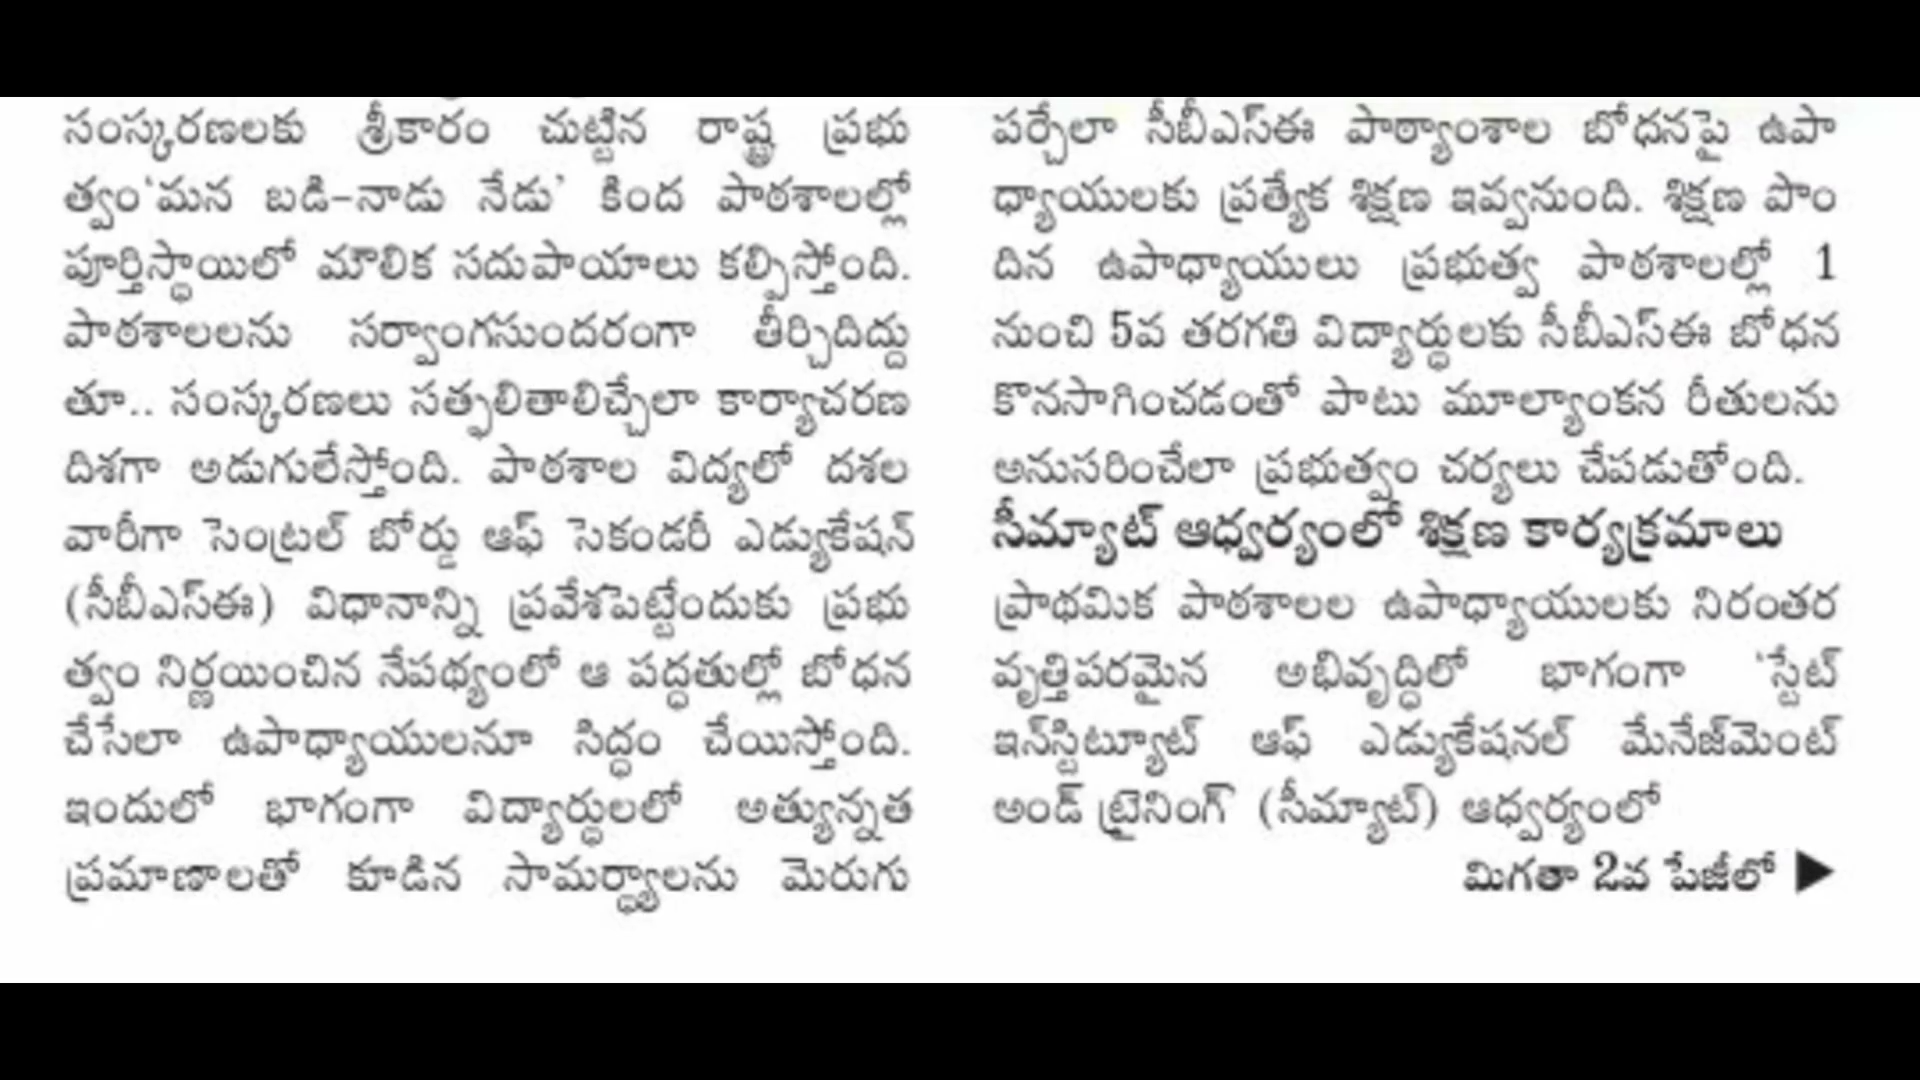 సంస్కరణలకు శ్రీకారం చుట్టిన రాష్ట్ర ప్రభు
త్వం‘మన బడి-నాడు నేడు’ కింద పాఠశాలల్లో
పూర్తిస్థాయిలో మౌలిక సదుపాయాలు కల్పిస్తోంది.
పాఠశాలలను సర్వాంగసుందరంగా తీర్చిదిద్దు
తూ.. సంస్కరణలు సత్ఫలితాలిచ్చేలా కార్యాచరణ
దిశగా అడుగులేస్తోంది. పాఠశాల విద్యలో దశల
వారీగా సెంట్రల్ బోర్డు ఆఫ్ సెకండరీ ఎడ్యుకేషన్
(సీబీఎస్ఈ) విధానాన్ని ప్రవేశపెట్టేందుకు ప్రభు
త్వం నిర్ణయించిన నేపథ్యంలో ఆ పద్ధతుల్లో బోధన
చేసేలా ఉపాధ్యాయులనూ సిద్ధం చేయిస్తోంది.
ఇందులో భాగంగా విద్యార్థులలో అత్యున్నత
ప్రమాణాలతో కూడిన సామర్థ్యాలను మెరుగు
పర్చేలా సీబీఎస్ఈ పాఠ్యాంశాల బోధనపై ఉపా
ధ్యాయులకు ప్రత్యేక శిక్షణ ఇవ్వనుంది. శిక్షణ పొం
దిన ఉపాధ్యాయులు ప్రభుత్వ పాఠశాలల్లో 1
నుంచి 5వ తరగతి విద్యార్థులకు సీబీఎస్ఈ బోధన
కొనసాగించడంతో పాటు మూల్యాంకన రీతులను
అనుసరించేలా ప్రభుత్వం చర్యలు చేపడుతోంది.
సీమ్యాట్ ఆధ్వర్యంలో శిక్షణ కార్యక్రమాలు
ప్రాథమిక పాఠశాలల ఉపాధ్యాయులకు నిరంతర
వృత్తిపరమైన అభివృద్ధిలో భాగంగా ‘స్టేట్
ఇన్‌స్టిట్యూట్ ఆఫ్ ఎడ్యుకేషనల్ మేనేజ్‌మెంట్
అండ్ ట్రైనింగ్’ (సీమ్యాట్) ఆధ్వర్యంలో
మిగతా 2వ పేజీలో ▶